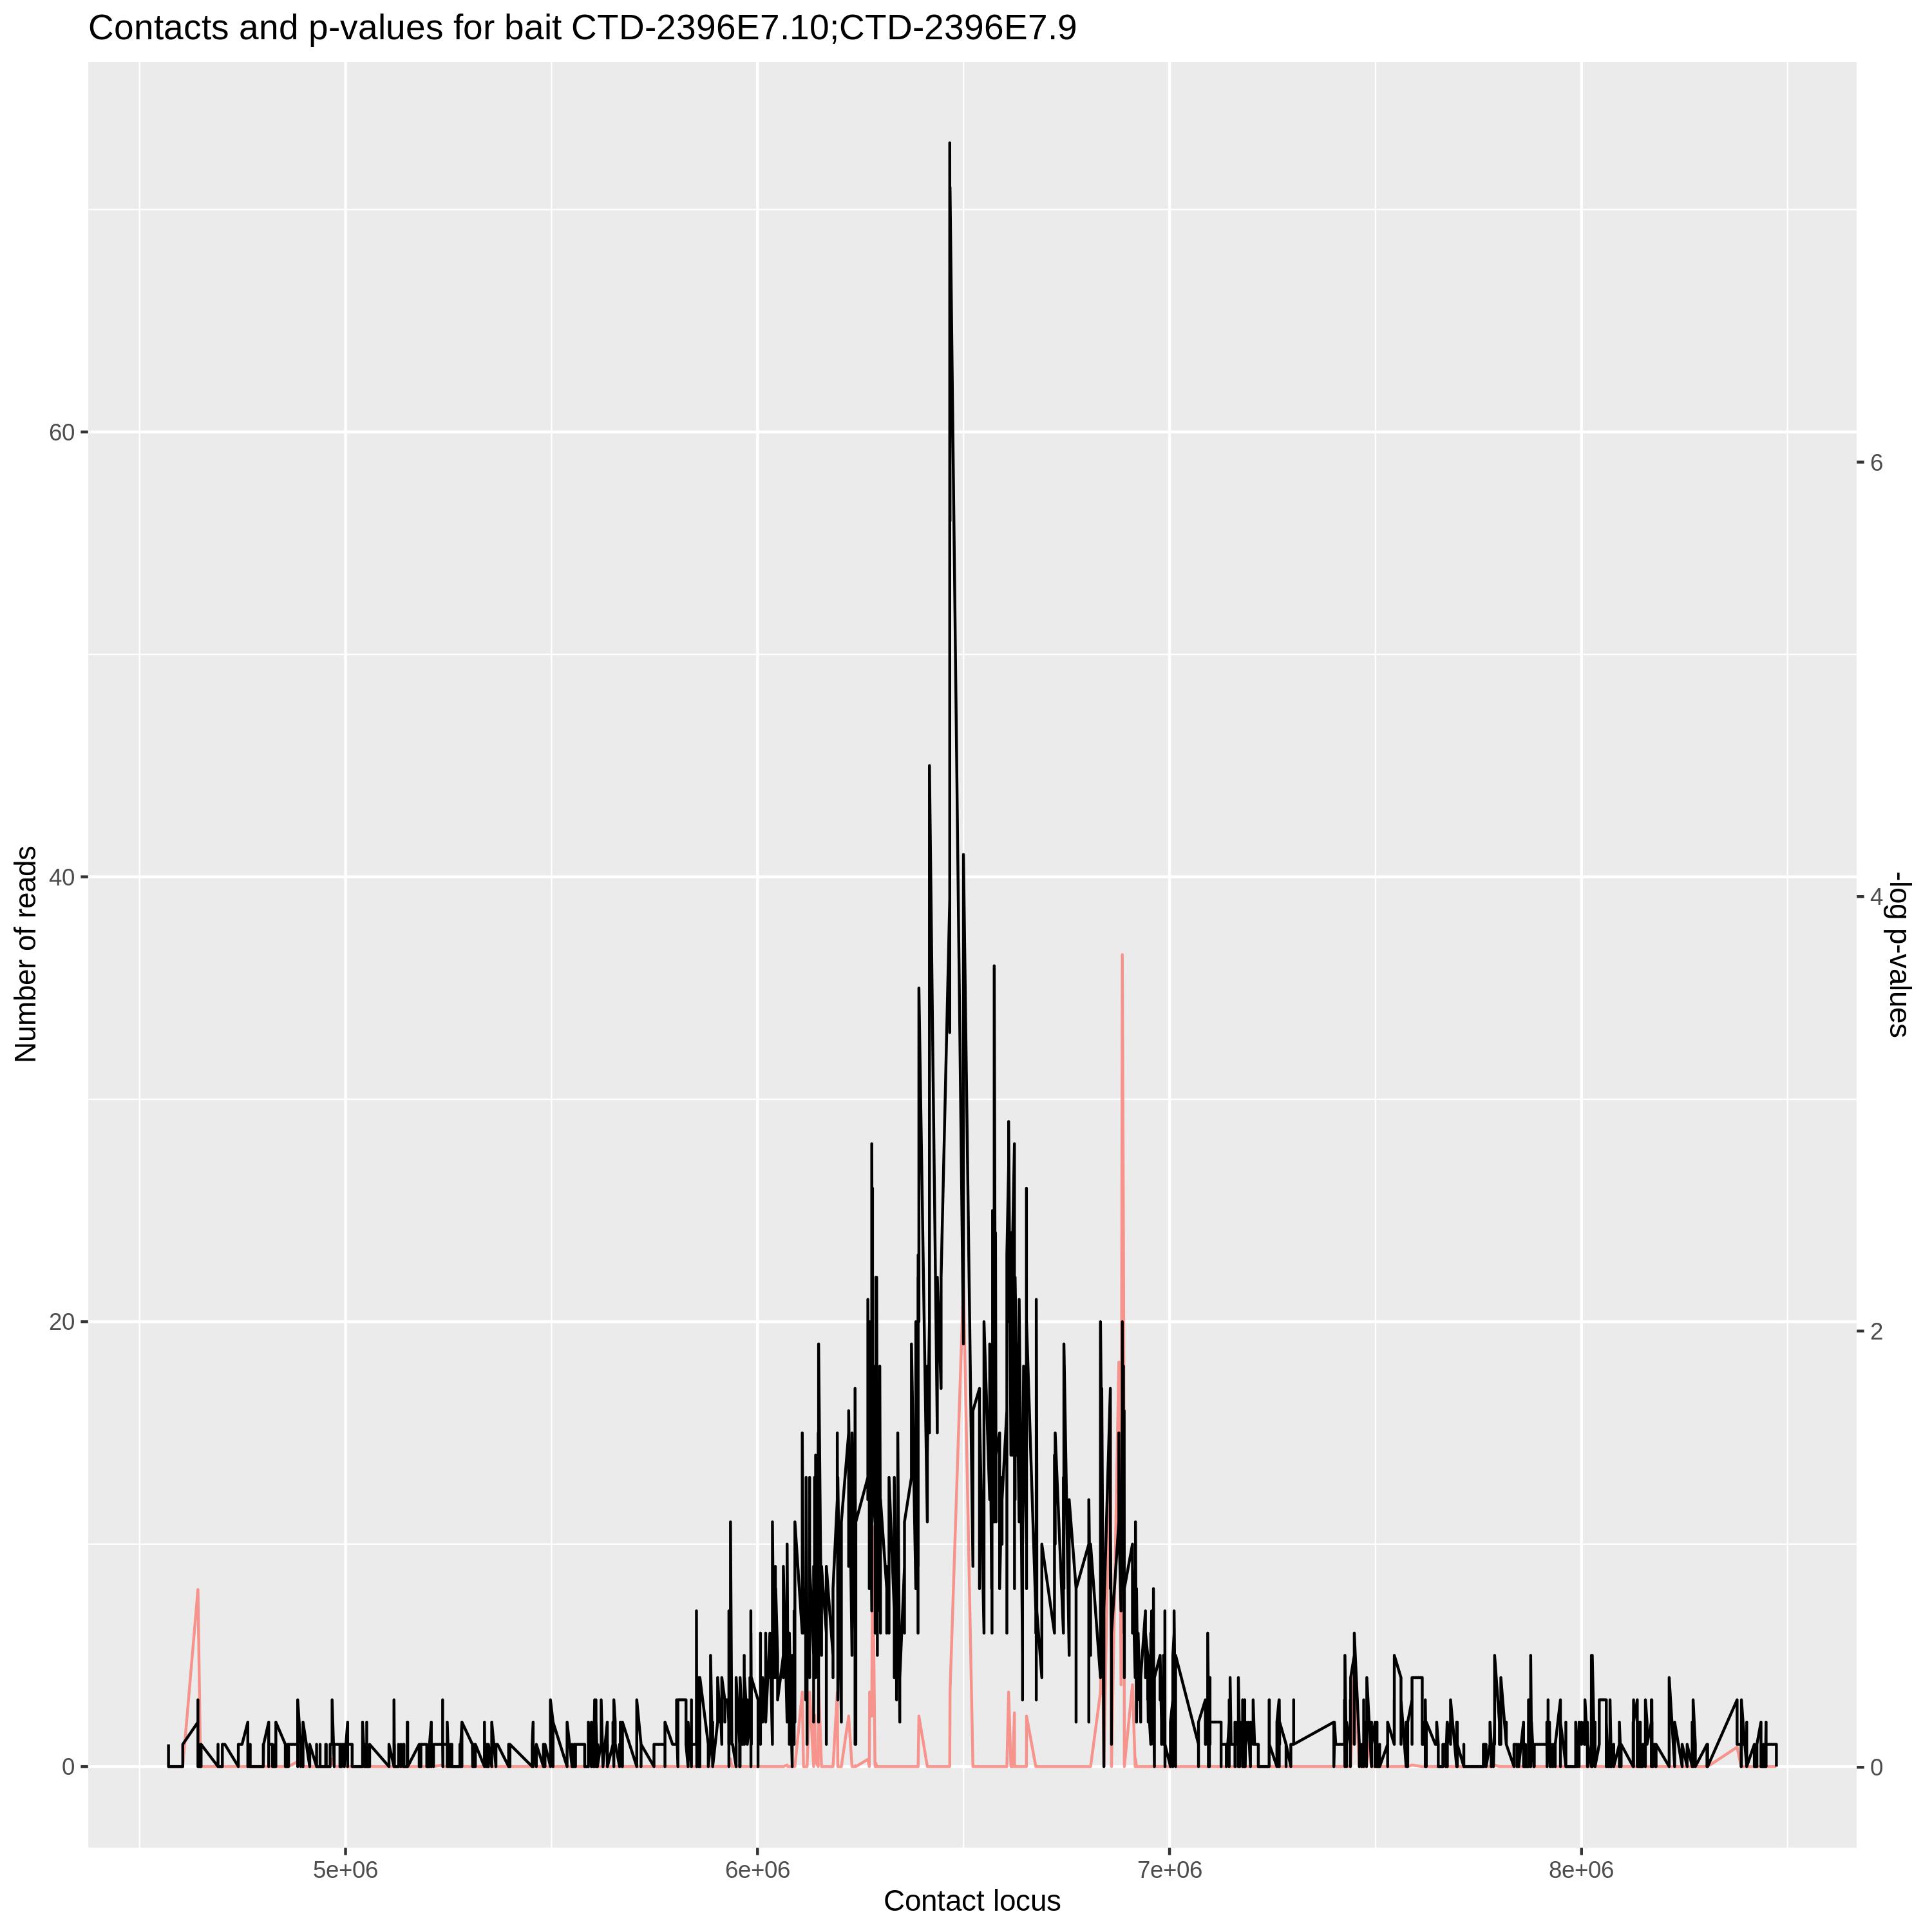 Contacts and p-values for bait CTD-2396E7.10;CTD-2396E7.9
Number of reads
60
40
20
0
6
4
2
0
-log p-values
5e+06 6e+06 7e+06 8e+06
Contact locus